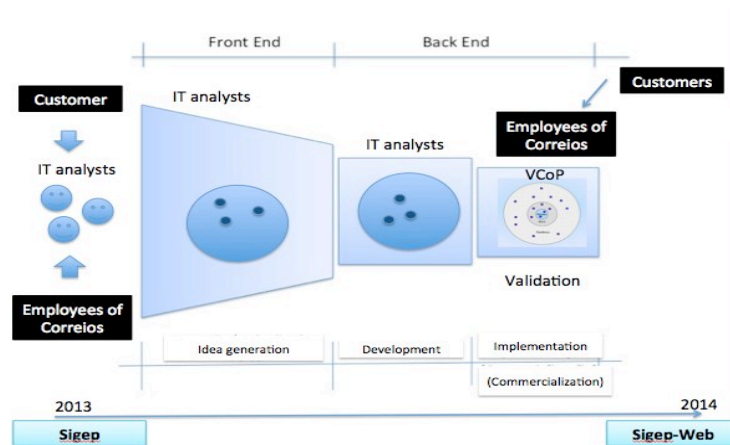 Front End
Back End
Customers
Customer
IT analysts
Employees of
Correios
IT analysts
IT analysts
VCoP
Validation
Employees of
Correios
Idea generation
Development
Implementation
(Commercialization)
2013
2014
Sigep
Sigep-Web